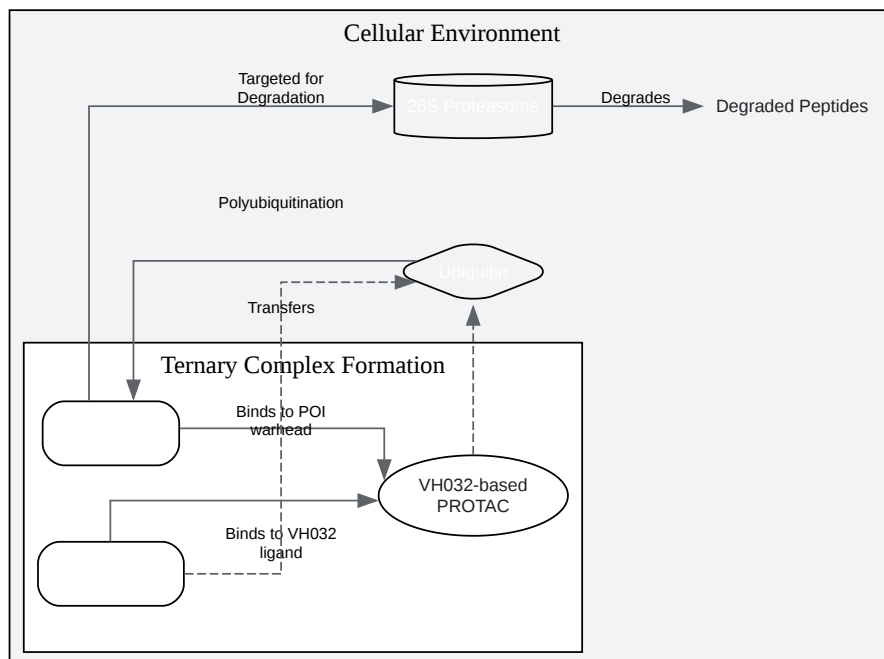 Cellular Environment
Targeted for
Degradation
26S Proteasome
Degrades
Degraded Peptides
Polyubiquitination
Ubiquitin
Transfers
Ternary Complex Formation
Binds to POI
warhead
VH032-based
PROTAC
Binds to VH032
ligand